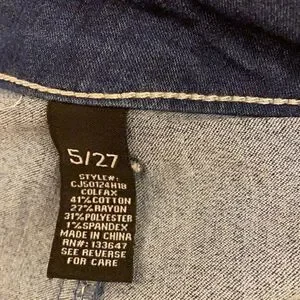 5/27
STYLE#:
CJ50124H18
COLFAX
41%COTTON
27%RAYON
31%POLYESTER
1%SPANDEX
MADE IN CHINA
RN#: 133647
SEE REVERSE
FOR CARE